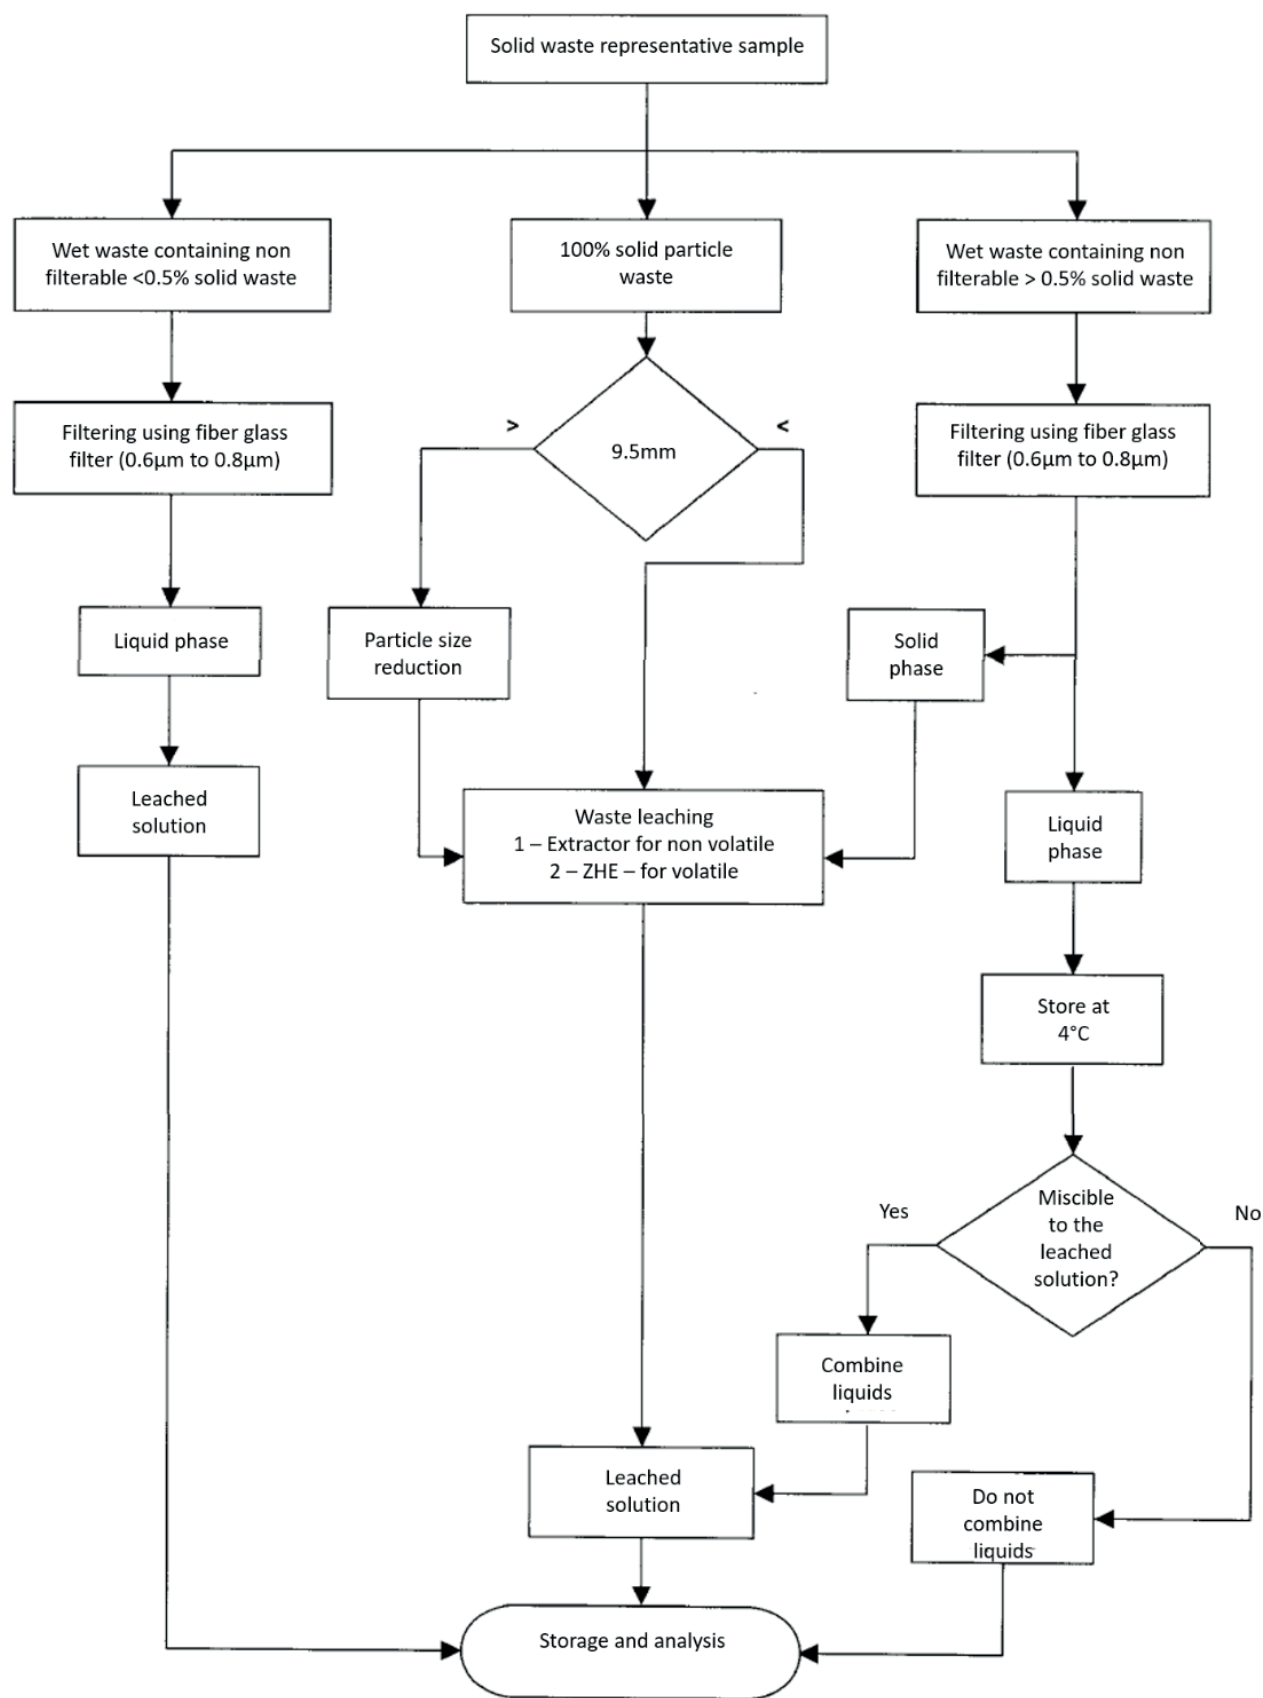 Solid waste representative sample
Wet waste containing non
filterable <0.5% solid waste
100% solid particle
waste
Wet waste containing non
filterable > 0.5% solid waste
Filtering using fiber glass
filter (0.6µm to 0.8µm)
>
9.5mm
<
Filtering using fiber glass
filter (0.6µm to 0.8µm)
Liquid phase
Particle size
reduction
Solid
phase
Leached
solution
Waste leaching
1 – Extractor for non volatile
2 – ZHE – for volatile
Liquid
phase
Store at
4°C
Yes
Miscible
to the
leached
solution?
No
Combine
liquids
Leached
solution
Do not
combine
liquids
Storage and analysis